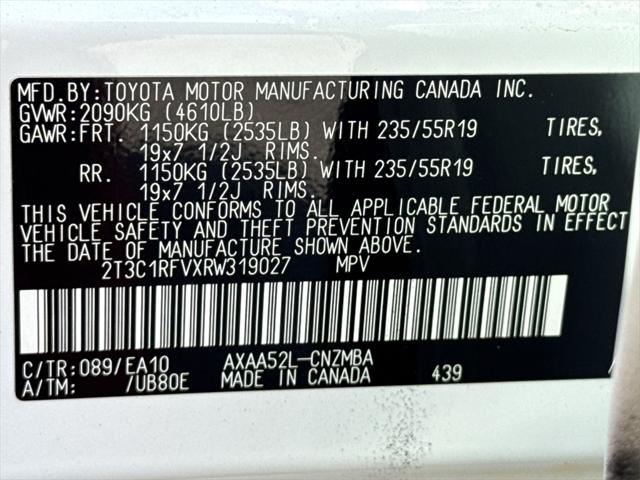 MFD.BY:TOYOTA MOTOR MANUFACTURING CANADA INC.
GVWR:2090KG (4610LB)
GAWR:FRT. 1150KG (2535LB) WITH 235/55R19 TIRES,
19x7 1/2J RIMS.
RR. 1150KG (2535LB) WITH 235/55R19 TIRES,
19x7 1/2J RIMS.
THIS VEHICLE CONFORMS TO ALL APPLICABLE FEDERAL MOTOR
VEHICLE SAFETY AND THEFT PREVENTION STANDARDS IN EFFECT
THE DATE OF MANUFACTURE SHOWN ABOVE.
2T3C1RFVXRW319027 MPV
C/TR:089/EA10 AXAA52L-CNZMBA
A/TM: /UB80E MADE IN CANADA 439